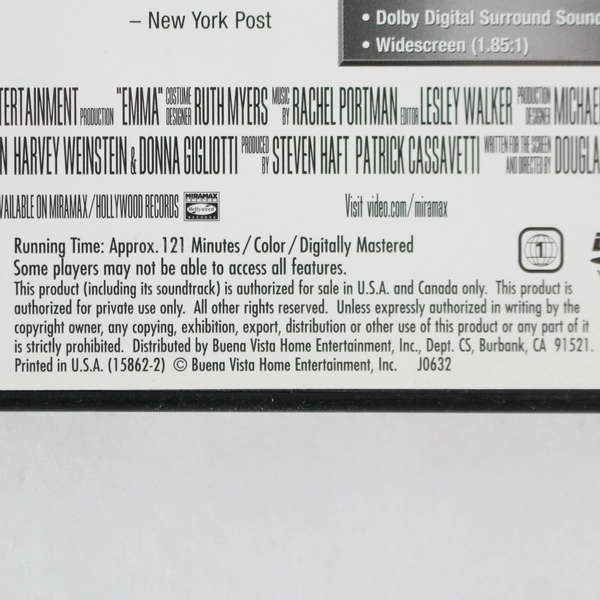 – New York Post
• Dolby Digital Surround Soun
• Widescreen (1.85:1)
TERTAINMENT PRODUCTION "EMMA" COSTUME DESIGNER RUTH MYERS MUSIC BY RACHEL PORTMAN EDITOR LESLEY WALKER PRODUCTION DESIGNER MICHAE
N HARVEY WEINSTEIN & DONNA GIGLIOTTI PRODUCED BY STEVEN HAFT PATRICK CASSAVETTI WRITTEN FOR THE SCREEN AND DIRECTED BY DOUGLA
VAILABLE ON MIRAMAX/HOLLYWOOD RECORDS MIRAMAX Hollywood RECORDS Visit video.com/miramax
Running Time: Approx. 121 Minutes / Color / Digitally Mastered
1
Some players may not be able to access all features.
This product (including its soundtrack) is authorized for sale in U.S.A. and Canada only. This product is
authorized for private use only. All other rights reserved. Unless expressly authorized in writing by the
copyright owner, any copying, exhibition, export, distribution or other use of this product or any part of it
is strictly prohibited. Distributed by Buena Vista Home Entertainment, Inc., Dept. CS, Burbank, CA 91521.
Printed in U.S.A. (15862-2) © Buena Vista Home Entertainment, Inc. J0632